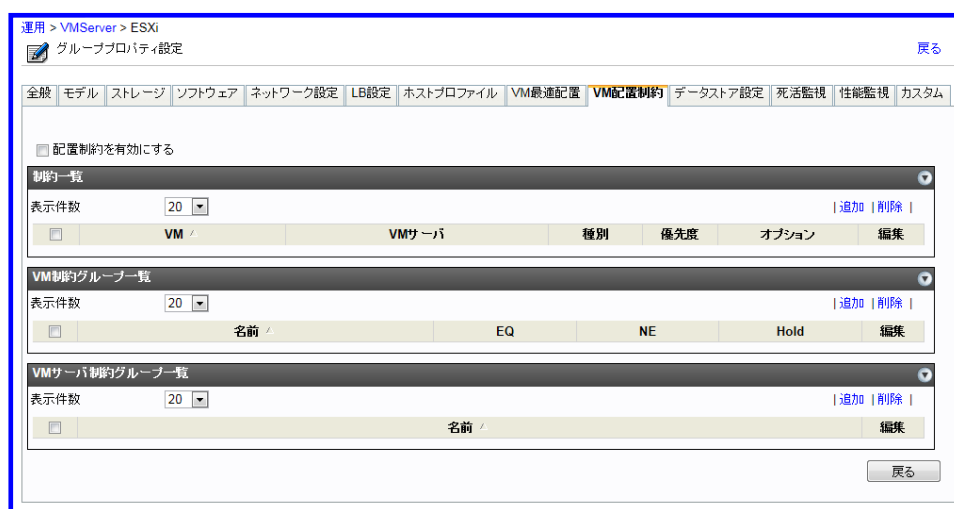 運用 > VMServer > ESXi
グループプロパティ設定 戻る
全般 モデル ストレージ ソフトウェア ネットワーク設定 LB設定 ホストプロファイル VM最適配置 VM配置制約 データストア設定 死活監視 性能監視 カスタム
配置制約を有効にする
制約一覧
表示件数 20 | 追加 | 削除 |
VM VMサーバ 種別 優先度 オプション 編集
VM制約グループ一覧
表示件数 20 | 追加 | 削除 |
名前 EQ NE Hold 編集
VMサーバ制約グループ一覧
表示件数 20 | 追加 | 削除 |
名前 編集
戻る